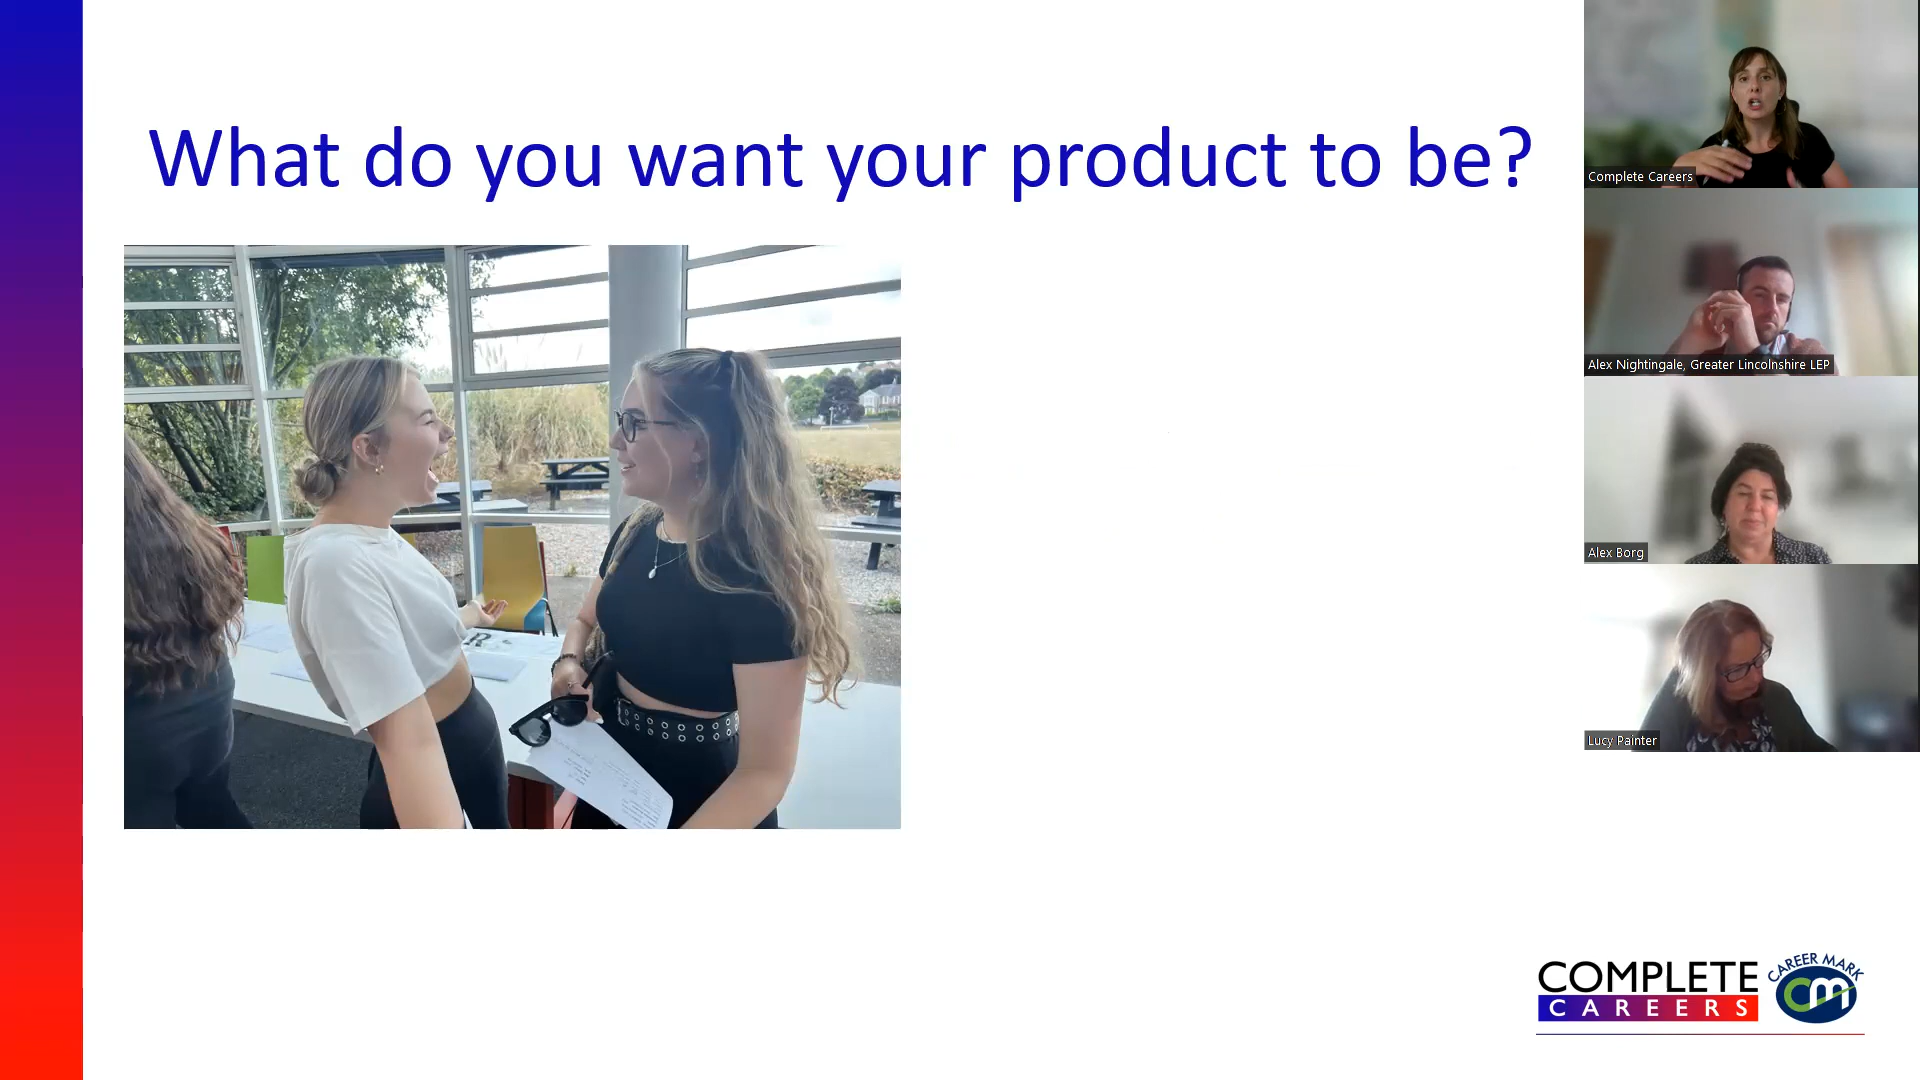 What do you want your product to be?
Complete Careers
Alex Nightingale, Greater Lincolnshire LEP
Alex Borg
Lucy Painter
COMPLETE
CAREERS
CAREER MARK
cm